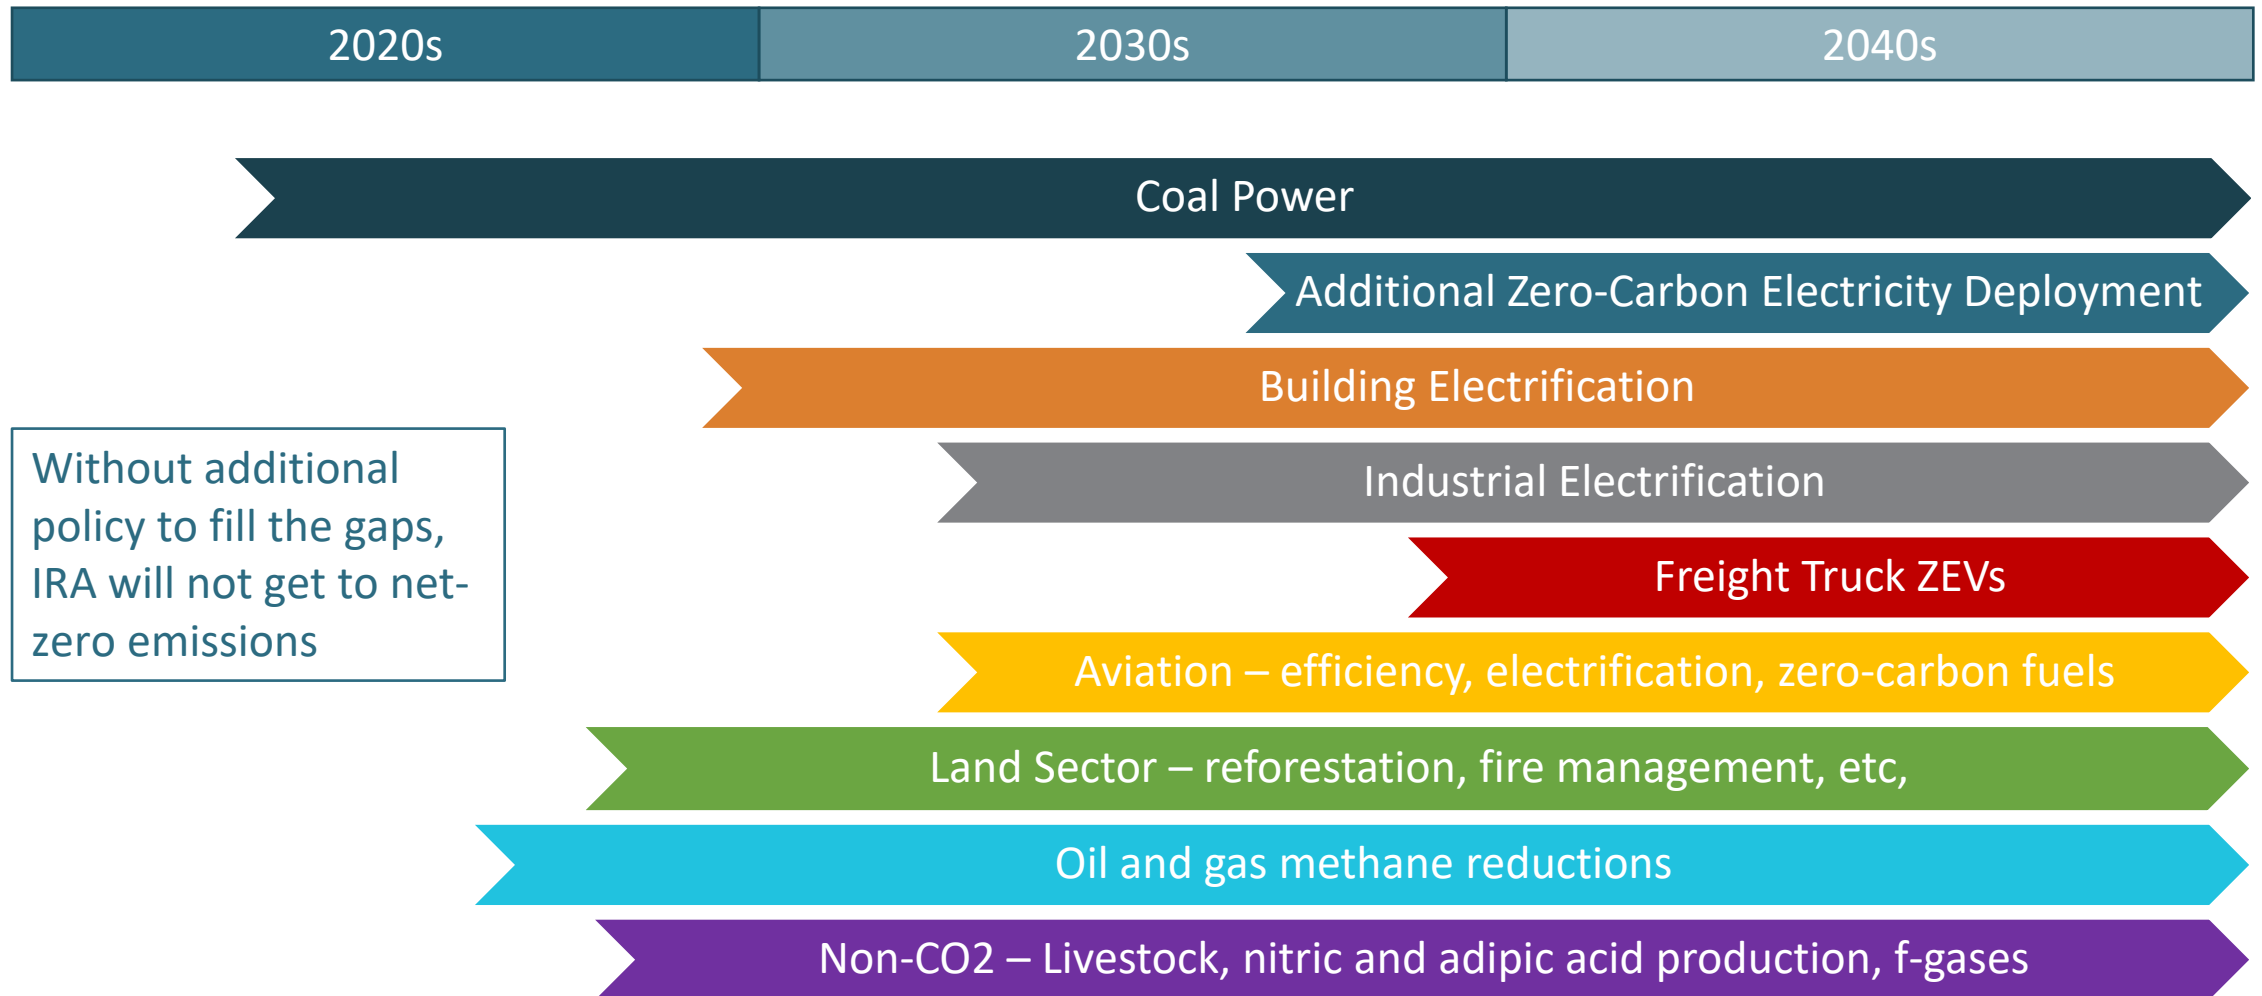 2020s
2030s
2040s
Coal Power
Additional Zero-Carbon Electricity Deployment
Building Electrification
Without additional
policy to fill the gaps,
IRA will not get to net-
zero emissions
Industrial Electrification
Freight Truck ZEVs
Aviation – efficiency, electrification, zero-carbon fuels
Land Sector – reforestation, fire management, etc,
Oil and gas methane reductions
Non-CO2 – Livestock, nitric and adipic acid production, f-gases